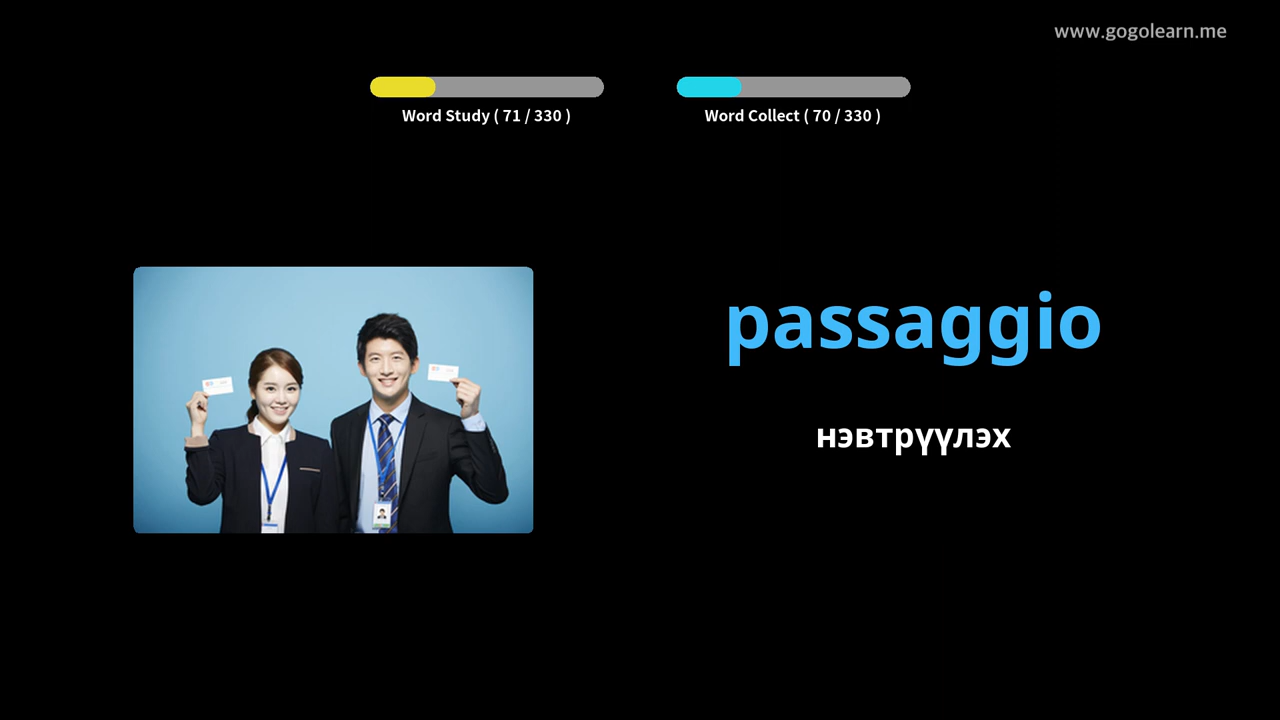 www.gogolearn.me
Word Study ( 71 / 330 )
Word Collect ( 70 / 330 )
passaggio
нэвтрүүлэх